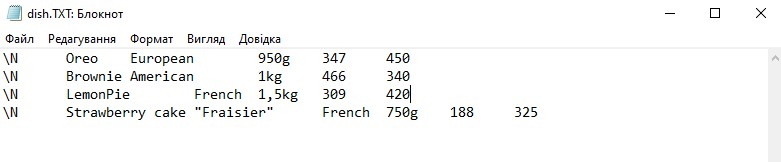 dish.TXT: Блокнот
Файл Редагування Формат Вигляд Довідка
\N Oreo European 950g 347 450
\N Brownie American 1kg 466 340
\N LemonPie French 1,5kg 309 420
\N Strawberry cake "Fraisier" French 750g 188 325